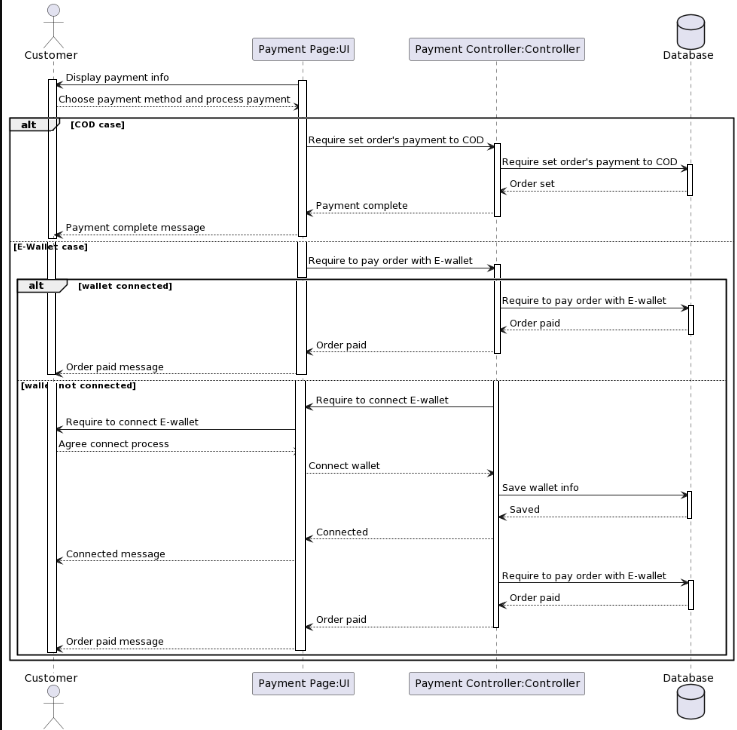 Customer
Payment Page:UI
Payment Controller:Controller
Database
Display payment info
Choose payment method and process payment
alt
[COD case]
Require set order's payment to COD
Require set order's payment to COD
Order set
Payment complete
Payment complete message
[E-Wallet case]
Require to pay order with E-wallet
alt
[wallet connected]
Require to pay order with E-wallet
Order paid
Order paid
Order paid message
[wallet not connected]
Require to connect E-wallet
Require to connect E-wallet
Agree connect process
Connect wallet
Save wallet info
Saved
Connected
Connected message
Require to pay order with E-wallet
Order paid
Order paid
Order paid message
Customer
Payment Page:UI
Payment Controller:Controller
Database